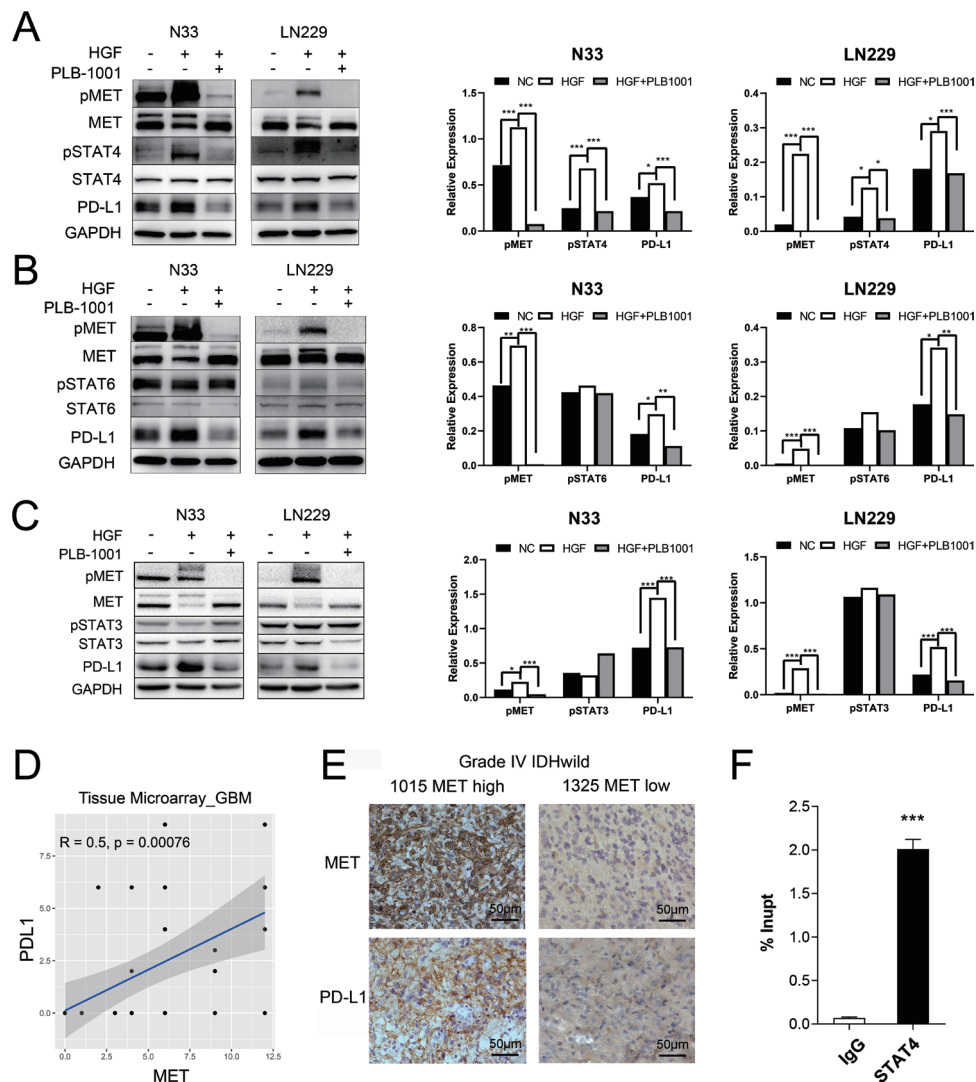 A
N33 LN229
HGF - + + - + +
PLB-1001 - - + - - +
pMET
MET
pSTAT4
STAT4
PD-L1
GAPDH
N33
NC HGF HGF+PLB1001
Relative Expression
1.5
1.0
0.5
0.0
*** ***
*** ***
* ***
pMET pSTAT4 PD-L1
LN229
NC HGF HGF+PLB1001
Relative Expression
0.4
0.3
0.2
0.1
0.0
*** ***
* *
* ***
pMET pSTAT4 PD-L1
B
N33 LN229
HGF - + + - + +
PLB-1001 - - + - - +
pMET
MET
pSTAT6
STAT6
PD-L1
GAPDH
N33
NC HGF HGF+PLB1001
Relative Expression
0.8
0.6
0.4
0.2
0.0
** ***
* **
pMET pSTAT6 PD-L1
LN229
NC HGF HGF+PLB1001
Relative Expression
0.4
0.3
0.2
0.1
0.0
*** ***
* **
pMET pSTAT6 PD-L1
C
N33 LN229
HGF - + + - + +
PLB-1001 - - + - - +
pMET
MET
pSTAT3
STAT3
PD-L1
GAPDH
N33
NC HGF HGF+PLB1001
Relative Expression
2.0
1.5
1.0
0.5
0.0
* ***
*** ***
pMET pSTAT3 PD-L1
LN229
NC HGF HGF+PLB1001
Relative Expression
1.5
1.0
0.5
0.0
*** ***
*** ***
pMET pSTAT3 PD-L1
D
Tissue Microarray_GBM
R = 0.5, p = 0.00076
PDL1
7.5
5.0
2.5
0.0
0.0 2.5 5.0 7.5 10.0 12.5
MET
E
Grade IV IDHwild
1015 MET high 1325 MET low
MET
50μm 50μm
PD-L1
50μm 50μm
F
% Inupt
2.5
2.0
1.5
1.0
0.5
0.0
***
IgG STAT4